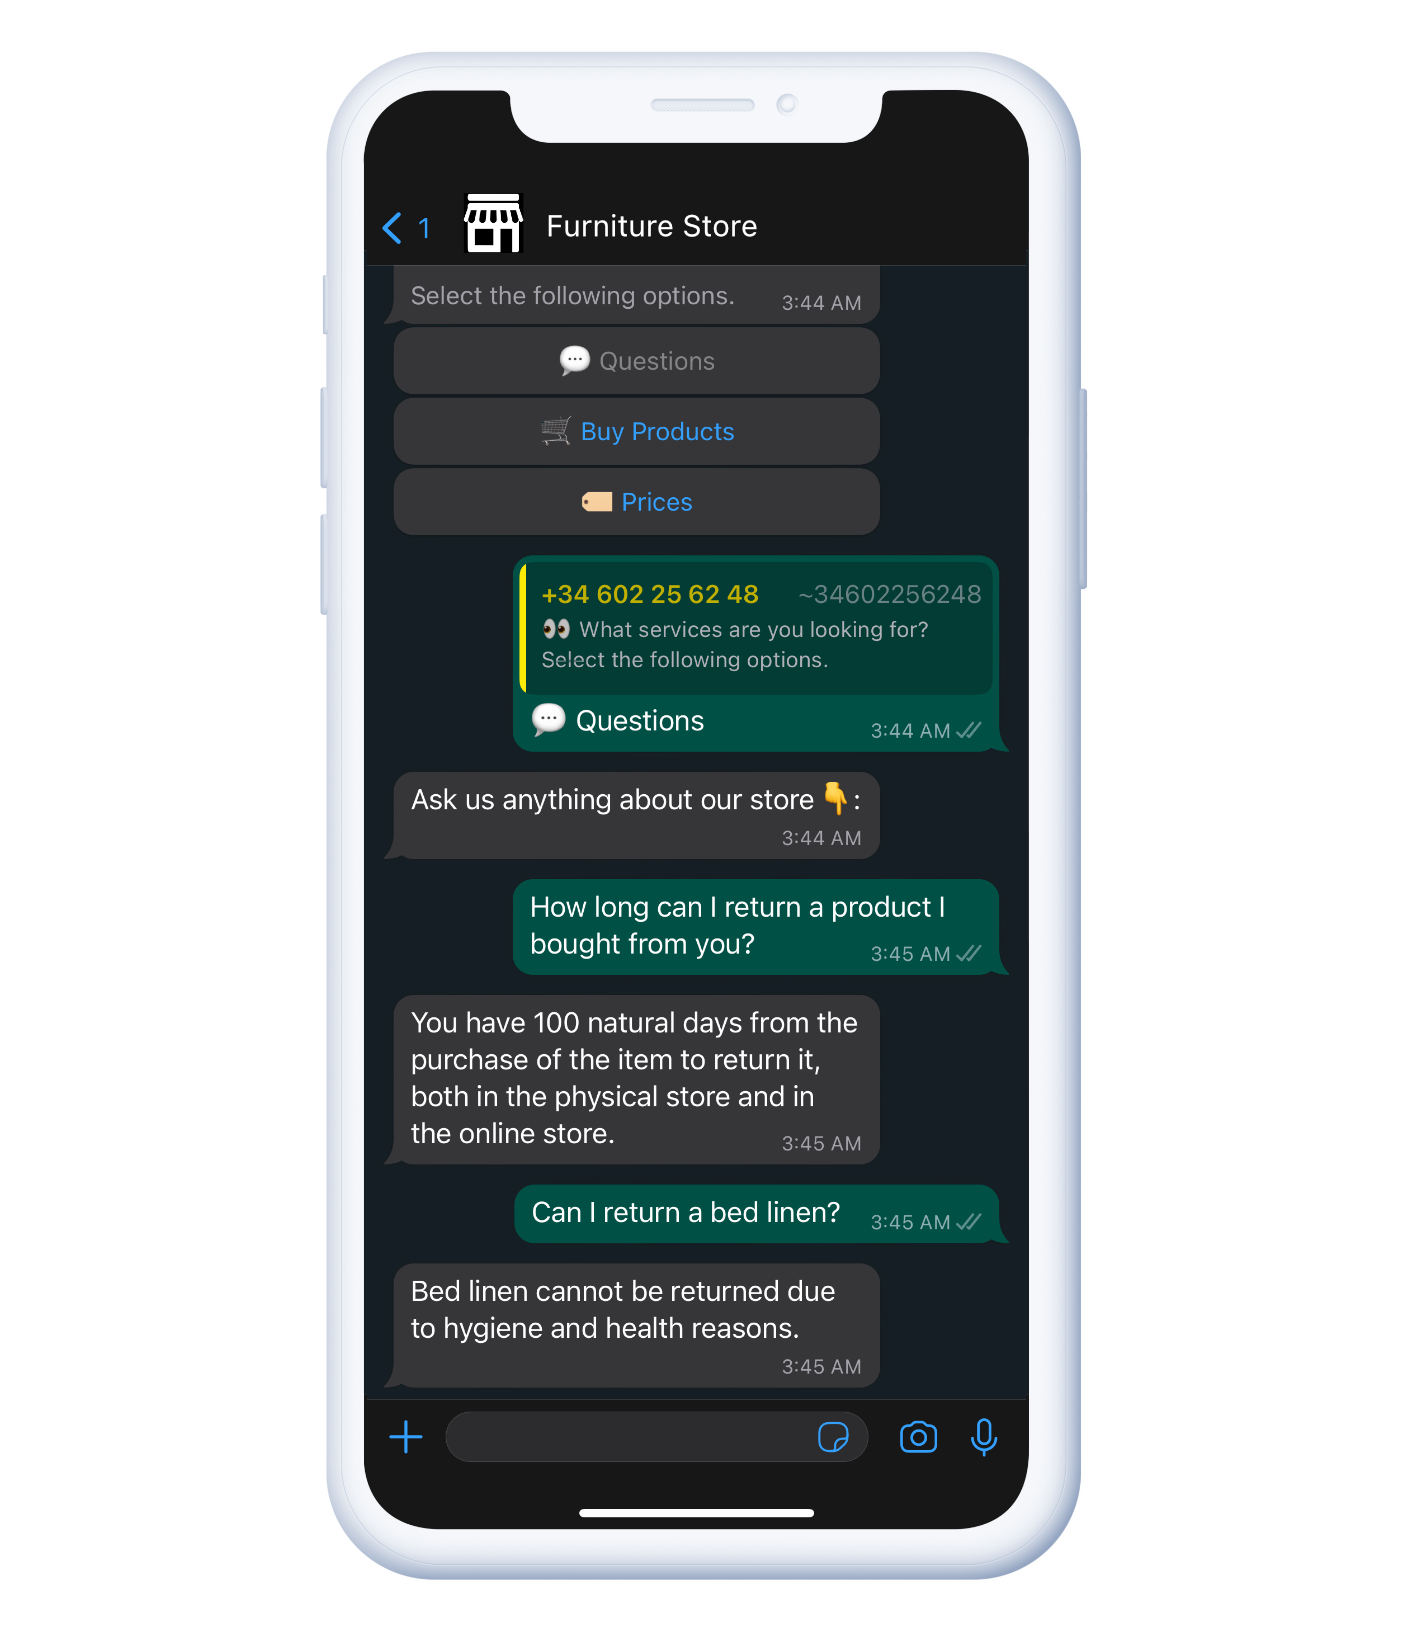 1
Furniture Store
Select the following options.
3:44 AM
💬 Questions
🛒 Buy Products
🏷️ Prices
+34 602 25 62 48 ~34602256248
👀 What services are you looking for?
Select the following options.
💬 Questions
3:44 AM
Ask us anything about our store 👇:
3:44 AM
How long can I return a product I
bought from you?
3:45 AM
You have 100 natural days from the
purchase of the item to return it,
both in the physical store and in
the online store.
3:45 AM
Can I return a bed linen?
3:45 AM
Bed linen cannot be returned due
to hygiene and health reasons.
3:45 AM